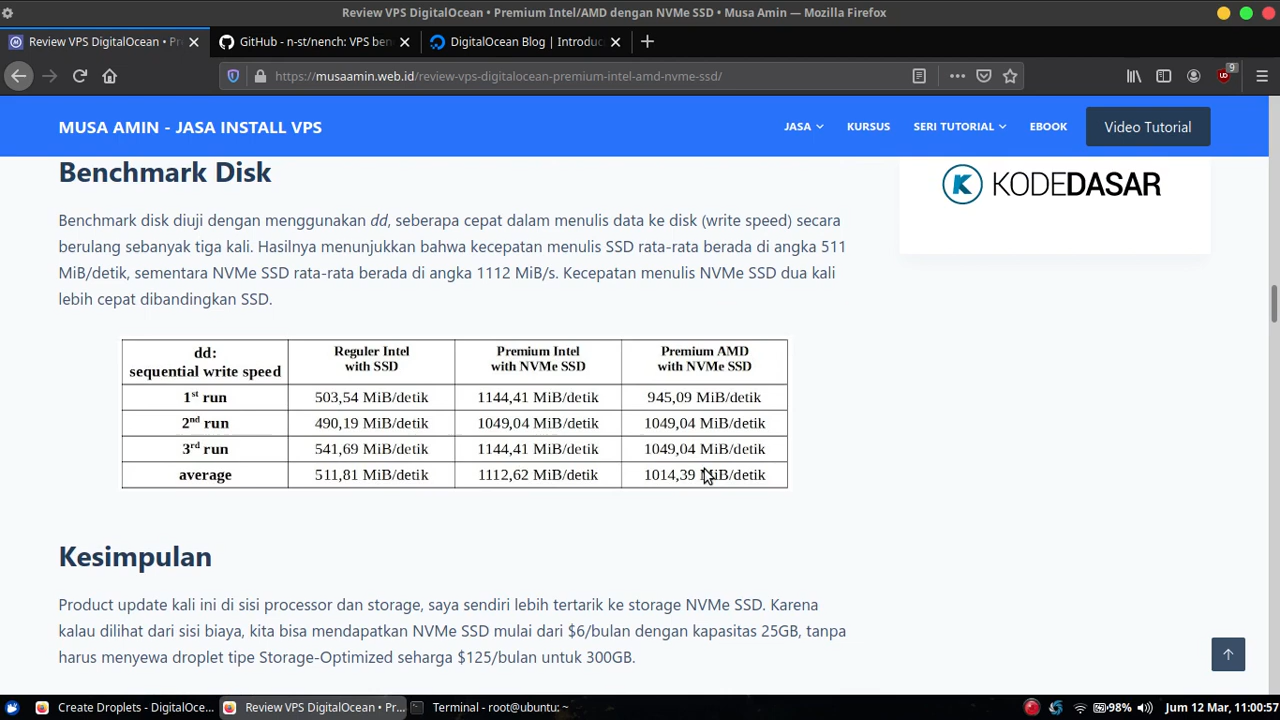 Review VPS DigitalOcean • Premium Intel/AMD dengan NVMe SSD • Musa Amin — Mozilla Firefox
Review VPS DigitalOcean • Pr
GitHub - n-st/nench: VPS ben
DigitalOcean Blog | Introduc
https://musaamin.web.id/review-vps-digitalocean-premium-intel-amd-nvme-ssd/
9
MUSA AMIN - JASA INSTALL VPS
JASA
KURSUS
SERI TUTORIAL
EBOOK
Video Tutorial
Benchmark Disk
KODEDASAR
Benchmark disk diuji dengan menggunakan dd, seberapa cepat dalam menulis data ke disk (write speed) secara
berulang sebanyak tiga kali. Hasilnya menunjukkan bahwa kecepatan menulis SSD rata-rata berada di angka 511
MiB/detik, sementara NVMe SSD rata-rata berada di angka 1112 MiB/s. Kecepatan menulis NVMe SSD dua kali
lebih cepat dibandingkan SSD.
dd:
sequential write speed
Reguler Intel
with SSD
Premium Intel
with NVMe SSD
Premium AMD
with NVMe SSD
1st run 503,54 MiB/detik 1144,41 MiB/detik 945,09 MiB/detik
2nd run 490,19 MiB/detik 1049,04 MiB/detik 1049,04 MiB/detik
3rd run 541,69 MiB/detik 1144,41 MiB/detik 1049,04 MiB/detik
average 511,81 MiB/detik 1112,62 MiB/detik 1014,39 MiB/detik
Kesimpulan
Product update kali ini di sisi processor dan storage, saya sendiri lebih tertarik ke storage NVMe SSD. Karena
kalau dilihat dari sisi biaya, kita bisa mendapatkan NVMe SSD mulai dari $6/bulan dengan kapasitas 25GB, tanpa
harus menyewa droplet tipe Storage-Optimized seharga $125/bulan untuk 300GB.
Create Droplets - DigitalOce...
Review VPS DigitalOcean • Pr...
Terminal - root@ubuntu: ~
98%
Jum 12 Mar, 11:00:57